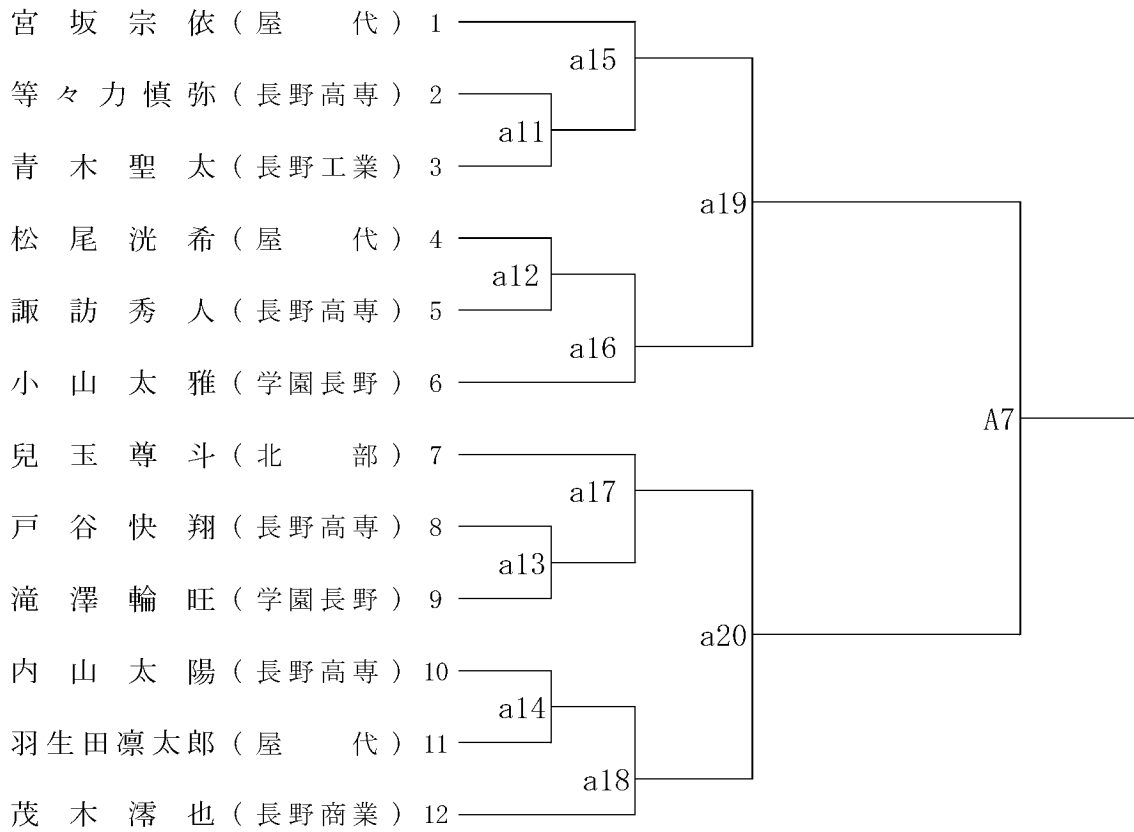 宮坂宗依(屋代) 1
a15
等々力慎弥(長野高専) 2
a11
青木聖太(長野工業) 3
a19
松尾洸希(屋代) 4
a12
諏訪秀人(長野高専) 5
a16
小山太雅(学園長野) 6
A7
兒玉尊斗(北部) 7
a17
戸谷快翔(長野高専) 8
a13
滝澤輪旺(学園長野) 9
a20
内山太陽(長野高専) 10
a14
羽生田凛太郎(屋代) 11
a18
茂木澪也(長野商業) 12